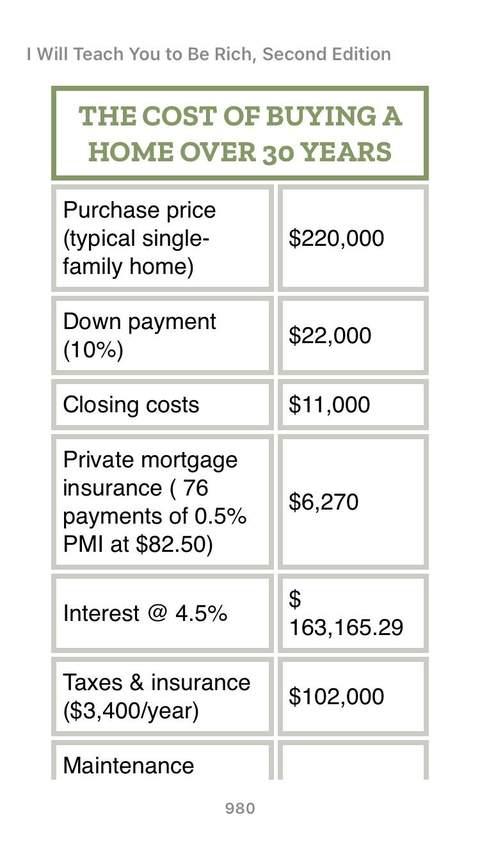 I Will Teach You to Be Rich, Second Edition
THE COST OF BUYING A
HOME OVER 30 YEARS
Purchase price
(typical single-
family home)
$220,000
Down payment
(10%)
$22,000
Closing costs
$11,000
Private mortgage
insurance ( 76
payments of 0.5%
PMI at $82.50)
$6,270
Interest @ 4.5%
$
163,165.29
Taxes & insurance
($3,400/year)
$102,000
Maintenance
980